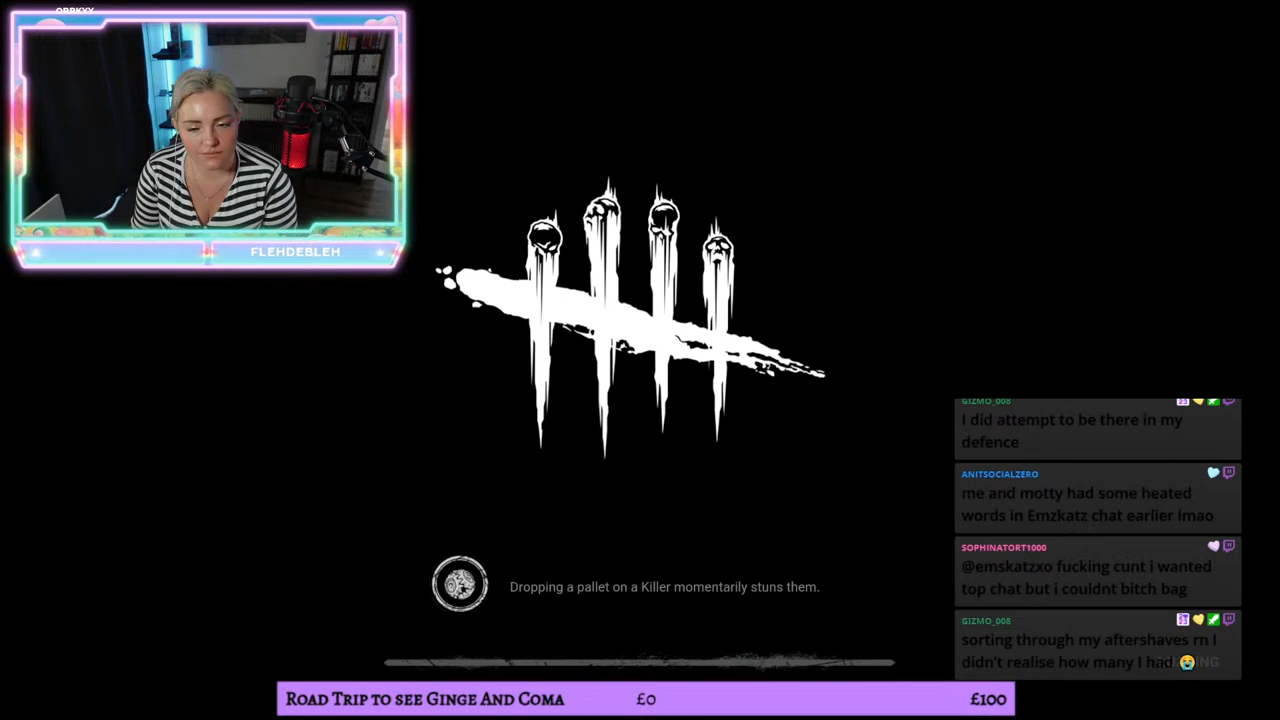 QBRKYY
FLEHDEBLEH
GIZMO_008
I did attempt to be there in my
defence
ANITSOCIALZERO
me and motty had some heated
words in Emzkatz chat earlier lmao
SOPHINATORT1000
@emskatzxo fucking cunt i wanted
top chat but i couldnt bitch bag
GIZMO_008
sorting through my aftershaves rn I
didn't realise how many I had 😭
Dropping a pallet on a Killer momentarily stuns them.
ROAD TRIP TO SEE GINGE AND COMA £0 £100